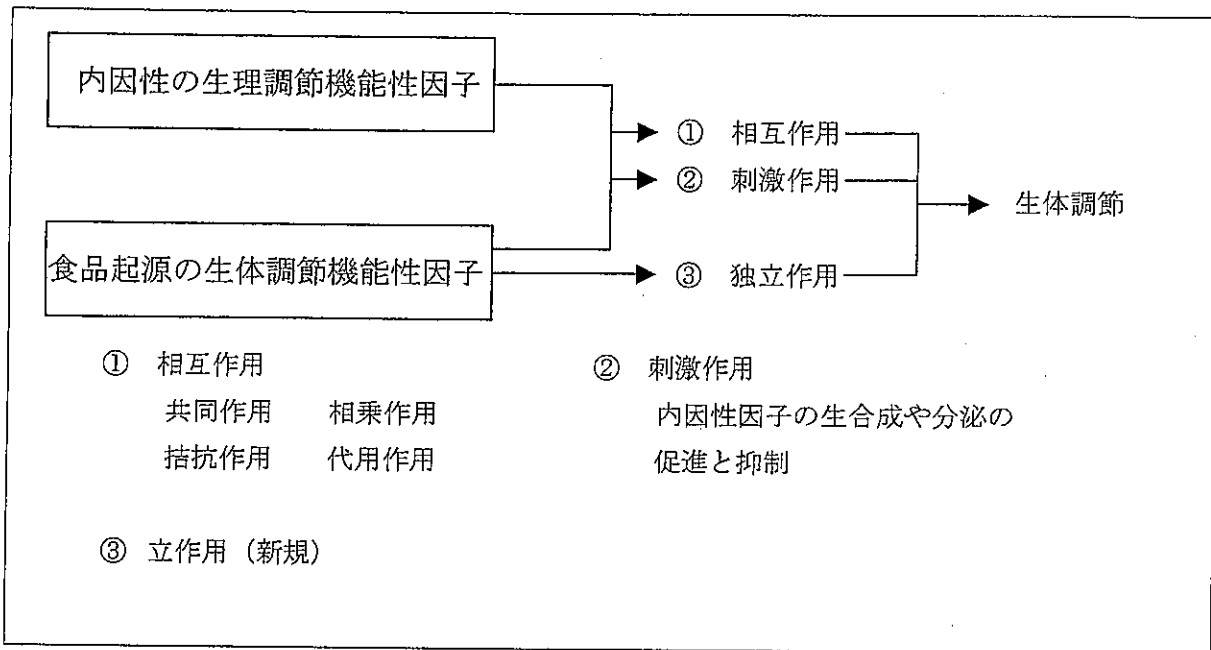 内因性の生理調節機能性因子
① 相互作用
② 刺激作用
生体調節
食品起源の生体調節機能性因子
③ 独立作用
① 相互作用
共同作用 相乗作用
拮抗作用 代用作用
② 刺激作用
内因性因子の生合成や分泌の
促進と抑制
③ 立作用（新規）